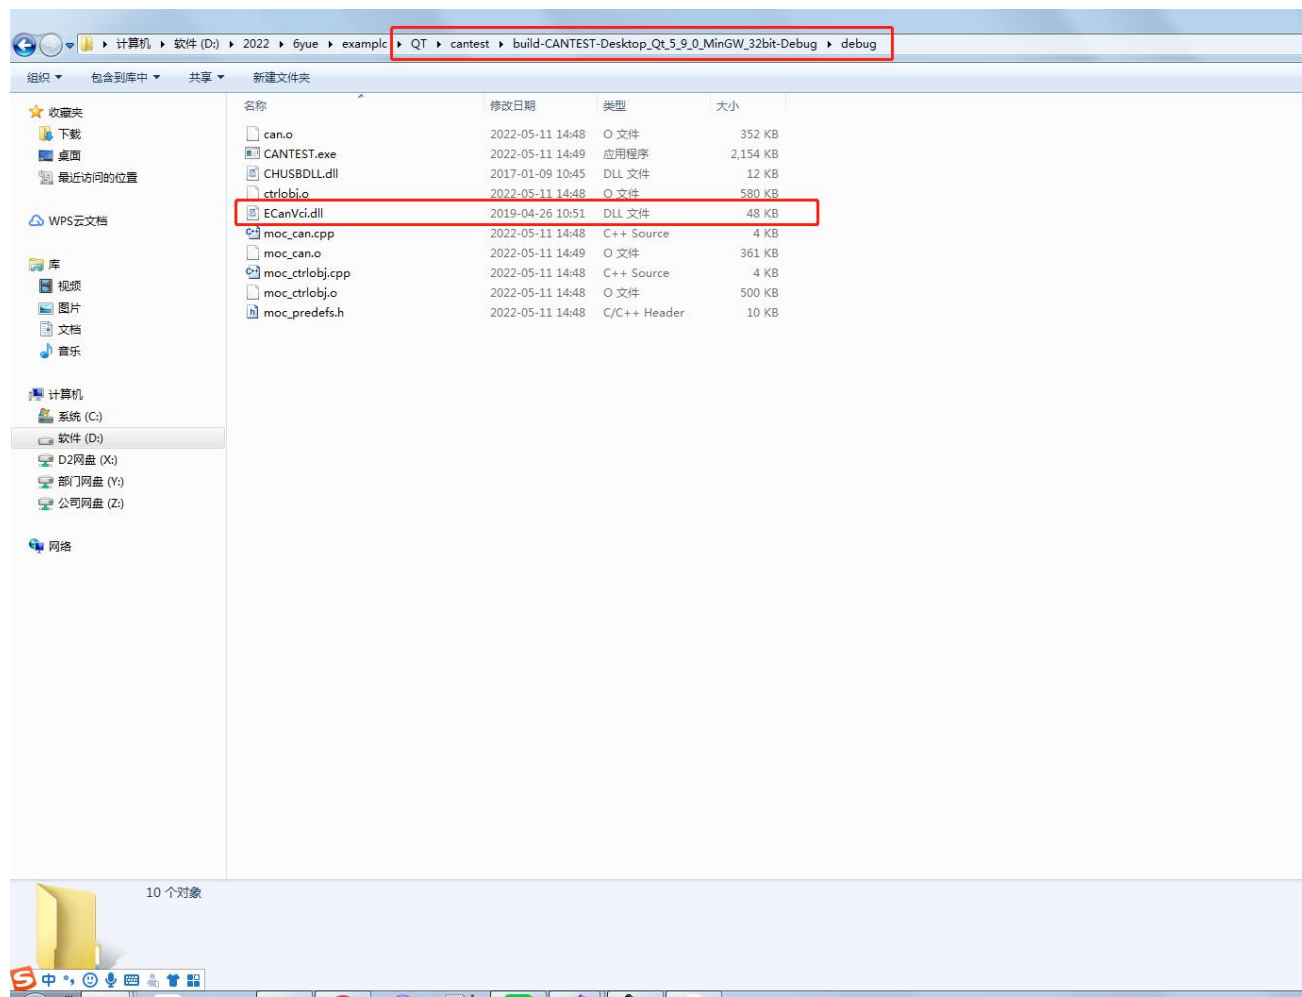 计算机 ▸ 软件 (D:) ▸ 2022 ▸ 6yue ▸ examplc ▸ QT ▸ cantest ▸ build-CANTEST-Desktop_Qt_5_9_0_MinGW_32bit-Debug ▸ debug
组织 包含到库中 共享 新建文件夹
收藏夹
下载
桌面
最近访问的位置
WPS云文档
库
视频
图片
文档
音乐
计算机
系统 (C:)
软件 (D:)
D2网盘 (X:)
部门网盘 (Y:)
公司网盘 (Z:)
网络
名称 修改日期 类型 大小
can.o 2022-05-11 14:48 O 文件 352 KB
CANTEST.exe 2022-05-11 14:49 应用程序 2,154 KB
CHUSBDLL.dll 2017-01-09 10:45 DLL 文件 12 KB
ctrlobj.o 2022-05-11 14:48 O 文件 580 KB
ECanVci.dll 2019-04-26 10:51 DLL 文件 48 KB
moc_can.cpp 2022-05-11 14:48 C++ Source 4 KB
moc_can.o 2022-05-11 14:49 O 文件 361 KB
moc_ctrlobj.cpp 2022-05-11 14:48 C++ Source 4 KB
moc_ctrlobj.o 2022-05-11 14:48 O 文件 500 KB
moc_predefs.h 2022-05-11 14:48 C/C++ Header 10 KB
10 个对象
中